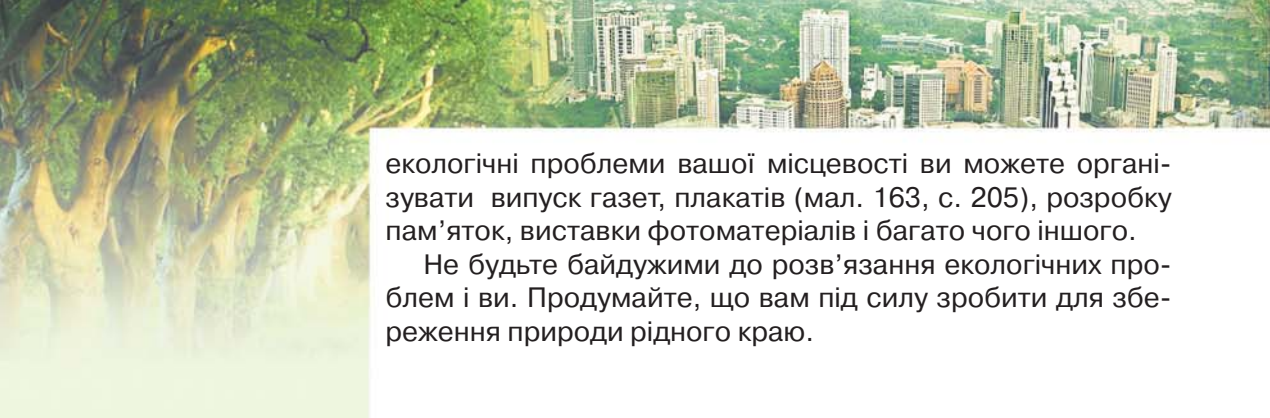 екологічні проблеми вашої місцевості ви можете органі-
зувати випуск газет, плакатів (мал. 163, с. 205), розробку
пам’яток, виставки фотоматеріалів і багато чого іншого.
Не будьте байдужими до розв’язання екологічних про-
блем і ви. Продумайте, що вам під силу зробити для збе-
реження природи рідного краю.